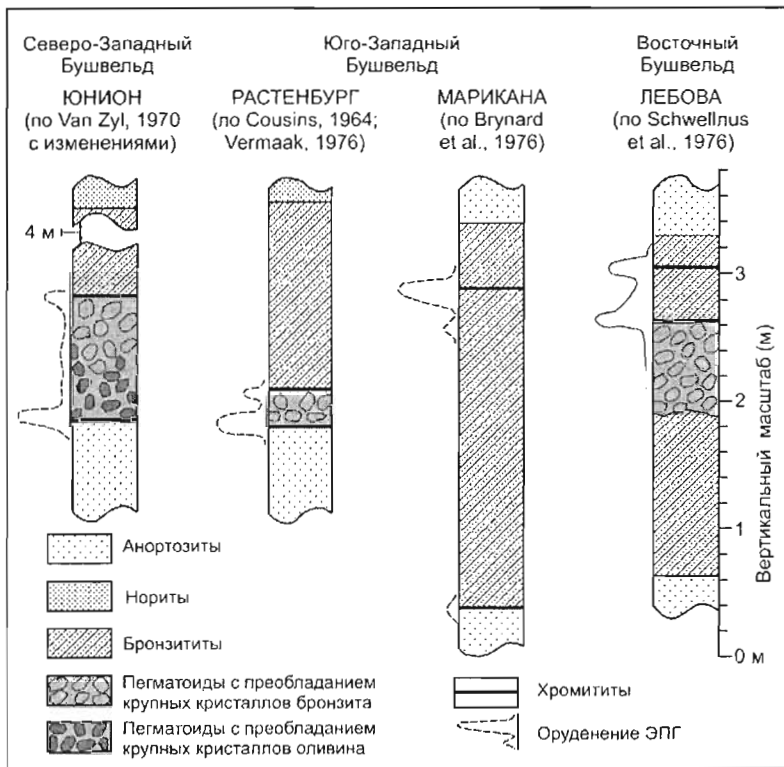 Северо-Западный
Бушвельд
Юго-Западный
Бушвельд
Восточный
Бушвельд
ЮНИОН
(по Van Zyl, 1970
с изменениями)
РАСТЕНБУРГ
(по Cousins, 1964;
Vermaak, 1976)
МАРИКАНА
(по Brynard
et al., 1976)
ЛЕБОВА
(по Schwellnus
et al., 1976)
4 м
3
2
1
0 м
Вертикальный масштаб (м)
Анортозиты
Нориты
Бронзититы
Пегматоиды с преобладанием
крупных кристаллов бронзита
Пегматоиды с преобладанием
крупных кристаллов оливина
Хромититы
Оруденение ЭПГ